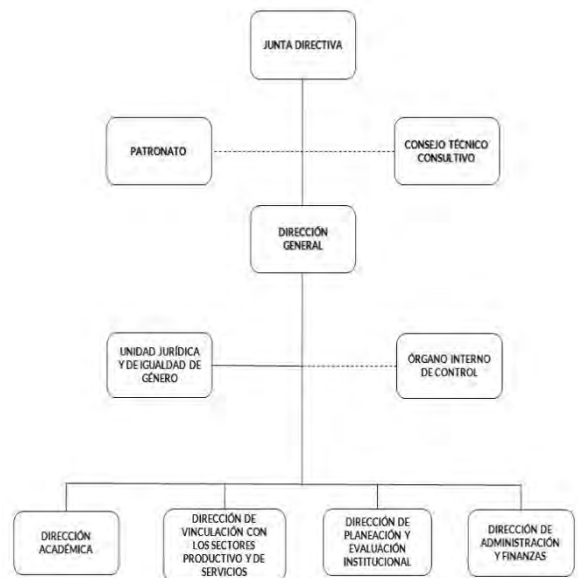 JUNTA DIRECTIVA
PATRONATO
CONSEJO TÉCNICO
CONSULTIVO
DIRECCIÓN
GENERAL
UNIDAD JURÍDICA
Y DE IGUALDAD DE
GÉNERO
ÓRGANO INTERNO
DE CONTROL
DIRECCIÓN
ACADÉMICA
DIRECCIÓN DE
VINCULACIÓN CON
LOS SECTORES
PRODUCTIVO Y DE
SERVICIOS
DIRECCIÓN DE
PLANEACIÓN Y
EVALUACIÓN
INSTITUCIONAL
DIRECCIÓN DE
ADMINISTRACIÓN
Y FINANZAS